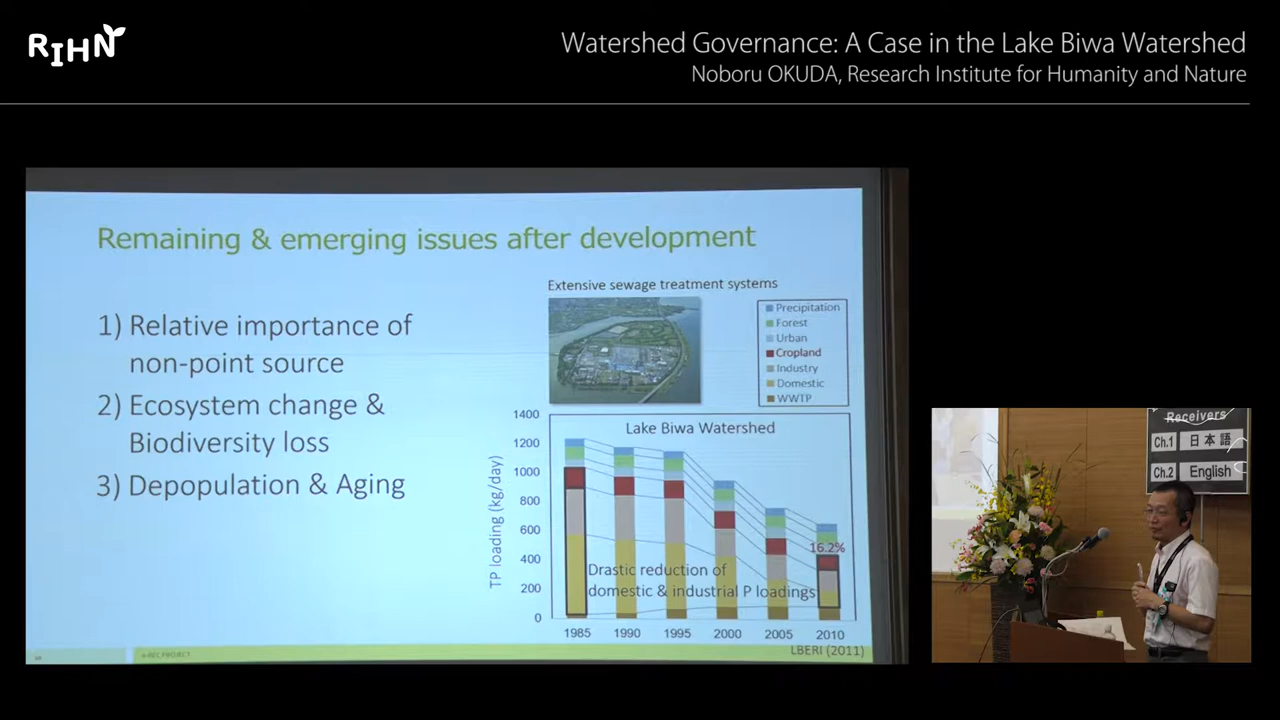 RIHN
Watershed Governance: A Case in the Lake Biwa Watershed
Noboru OKUDA, Research Institute for Humanity and Nature
Remaining & emerging issues after development
1) Relative importance of
non-point source
2) Ecosystem change &
Biodiversity loss
3) Depopulation & Aging
Extensive sewage treatment systems
Precipitation
Forest
Urban
Cropland
Industry
Domestic
WWTP
Lake Biwa Watershed
TP loading (kg/day)
1400
1200
1000
800
600
400
200
0
16.2%
Drastic reduction of
domestic & industrial P loadings
1985 1990 1995 2000 2005 2010
LBERI (2011)
Receivers
Ch.1 日本語
Ch.2 English